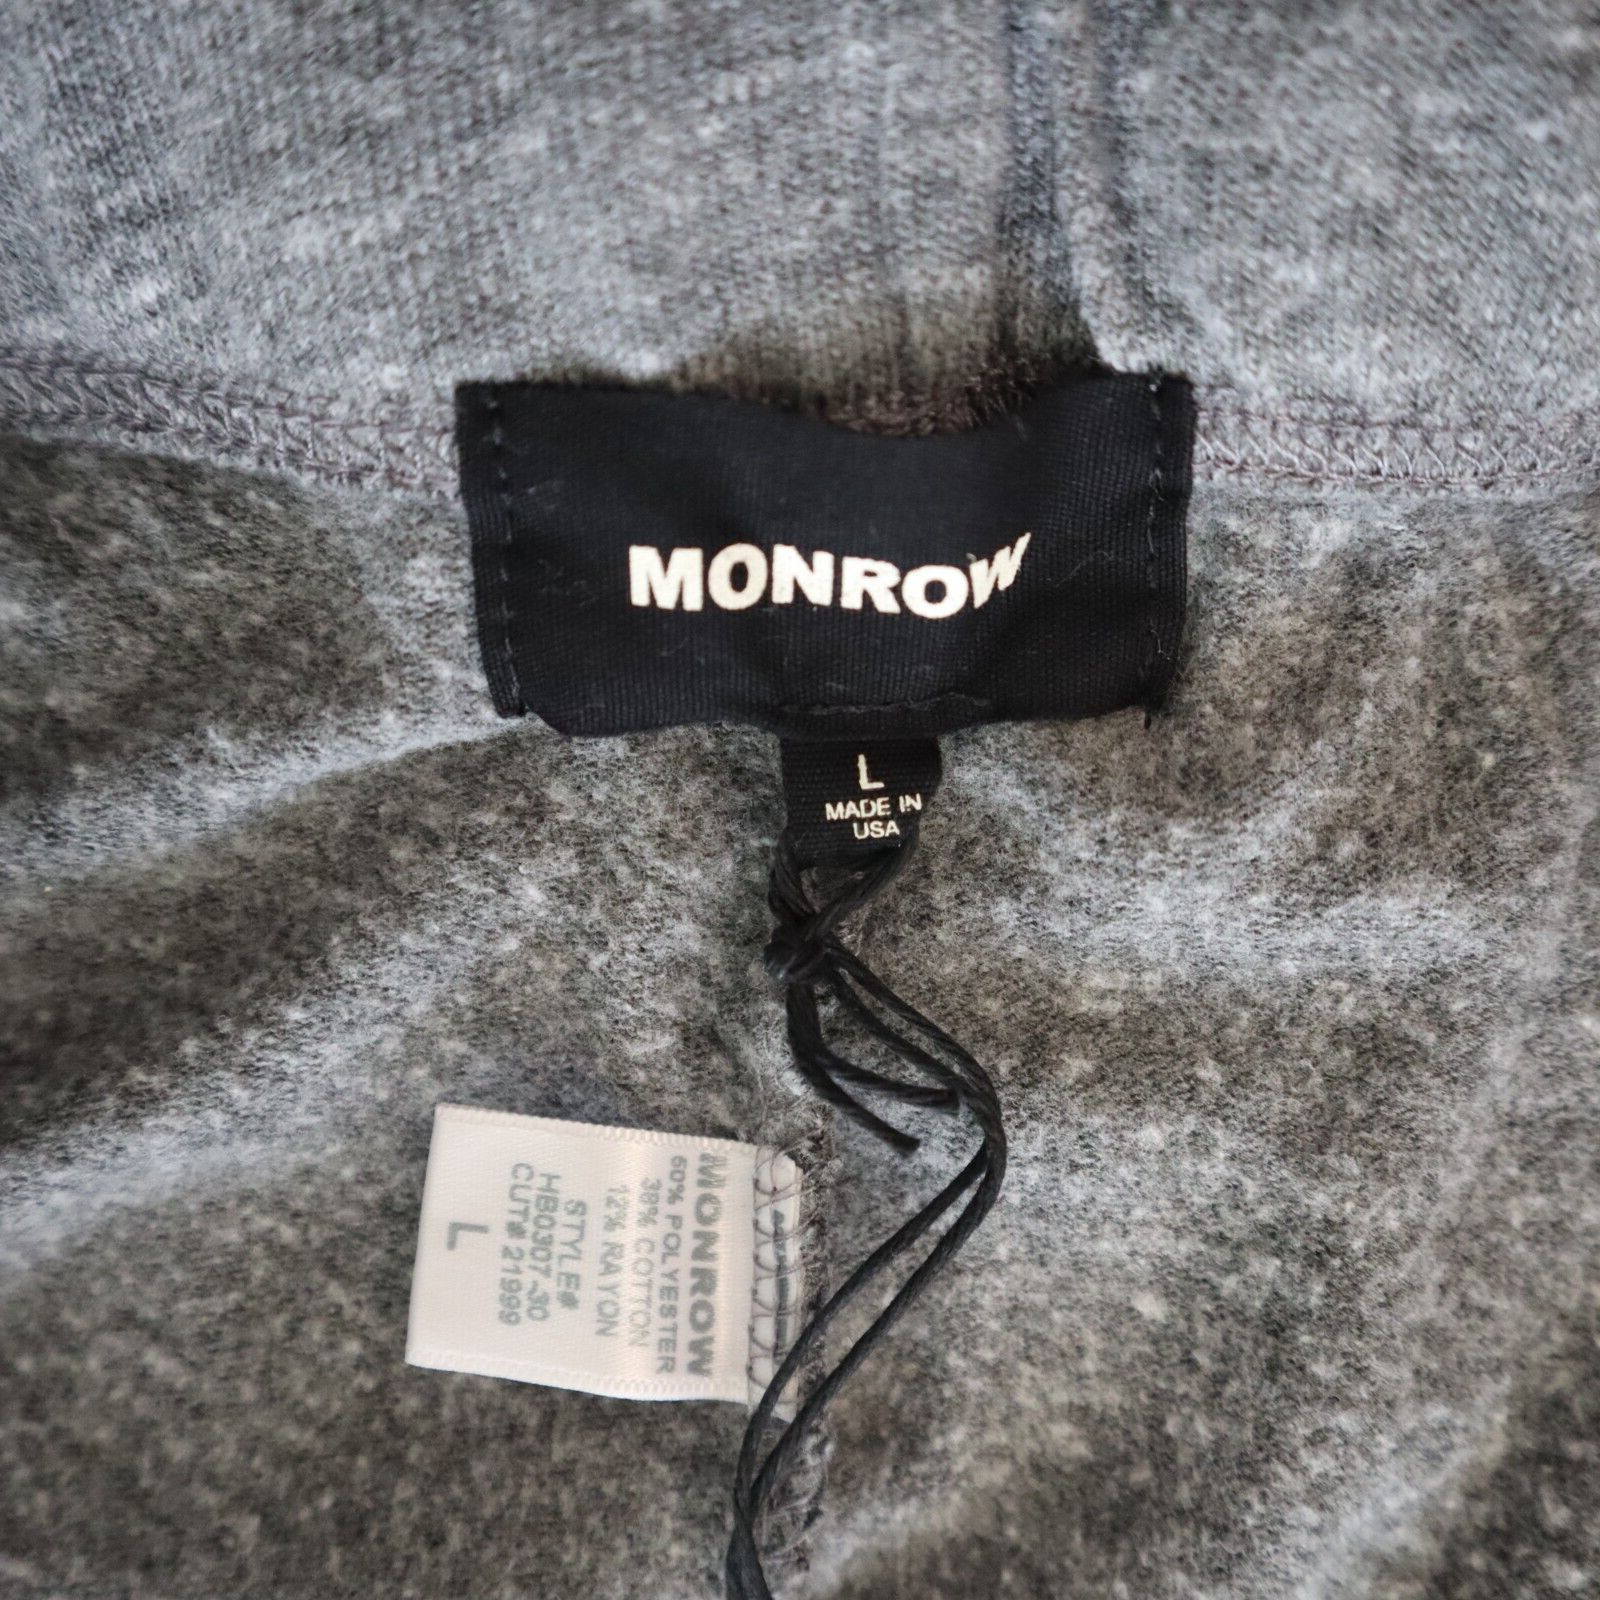 MONROW
L
MADE IN
USA
MONROW
60% POLYESTER
38% COTTON
12% RAYON
STYLE#
HB0307-30
CUT# 21999
L